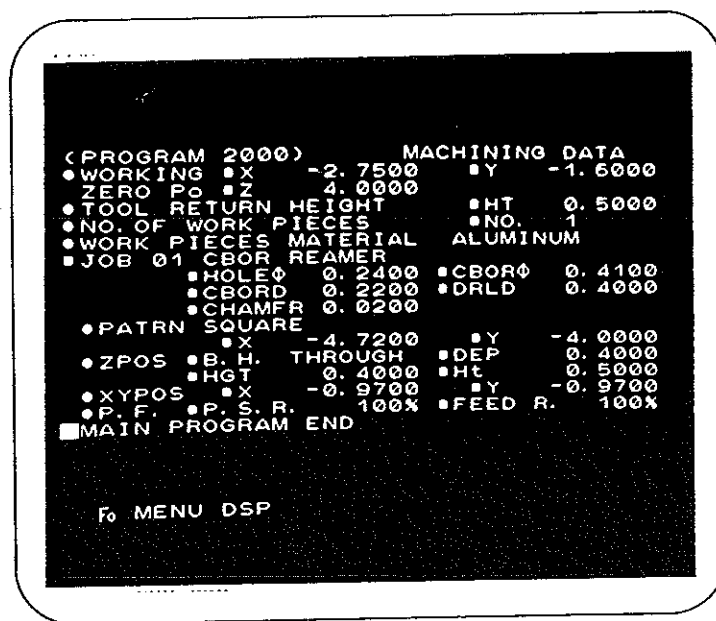 (PROGRAM 2000) MACHINING DATA
●WORKING ■X -2.7500 ■Y -1.6000
ZERO Po ■Z 4.0000
●TOOL RETURN HEIGHT ■HT 0.5000
●NO. OF WORK PIECES ■NO. 1
●WORK PIECES MATERIAL ALUMINUM
■JOB 01 CBOR REAMER
■HOLEΦ 0.2400 ■CBORΦ 0.4100
■CBORD 0.2200 ■DRLD 0.4000
■CHAMFR 0.0200
●PATRN SQUARE
■X -4.7200 ■Y -4.0000
●ZPOS ■B.H. THROUGH ■DEP 0.4000
■HGT 0.4000 ■Ht 0.5000
●XYPOS ■X -0.9700 ■Y -0.9700
●P.F. ●P.S.R. 100% ■FEED R. 100%
MAIN PROGRAM END
Fo MENU DSP